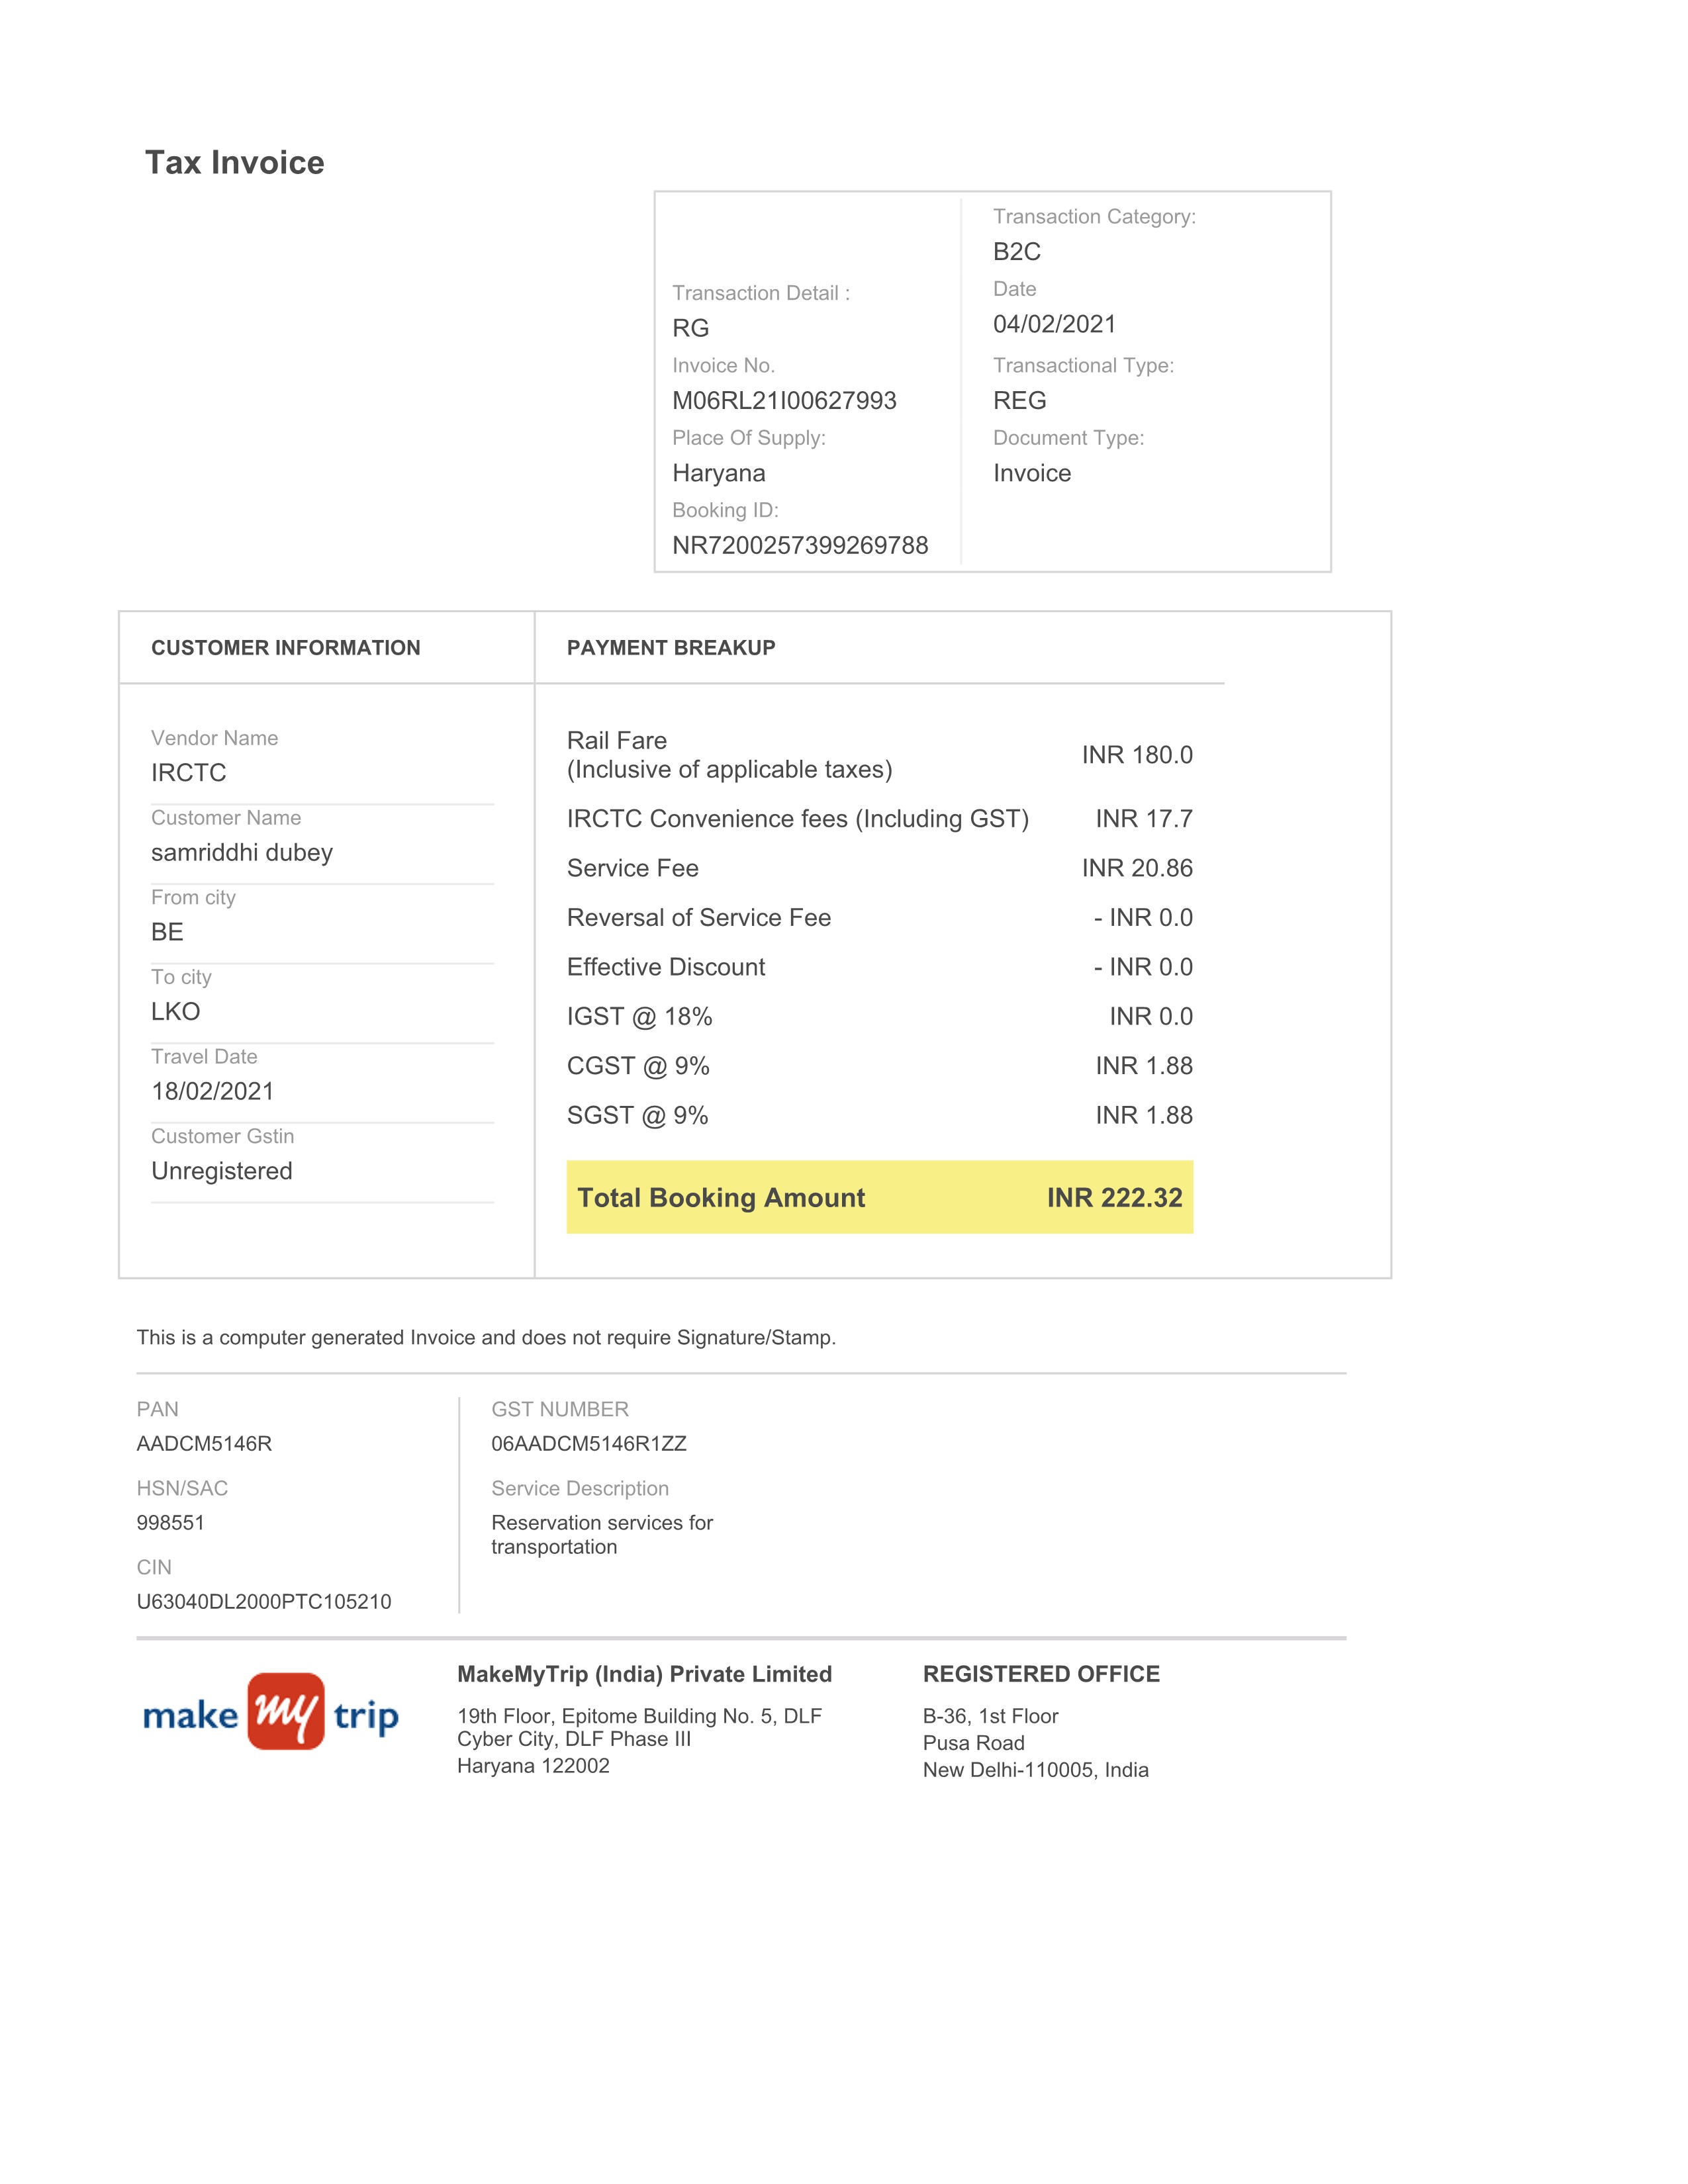 Tax Invoice
Transaction Detail :
RG
Invoice No.
M06RL21I00627993
Place Of Supply:
Haryana
Booking ID:
NR7200257399269788
Transaction Category:
B2C
Date
04/02/2021
Transactional Type:
REG
Document Type:
Invoice
CUSTOMER INFORMATION
Vendor Name
IRCTC
Customer Name
samriddhi dubey
From city
BE
To city
LKO
Travel Date
18/02/2021
Customer Gstin
Unregistered
PAYMENT BREAKUP
Rail Fare
(Inclusive of applicable taxes) INR 180.0
IRCTC Convenience fees (Including GST) INR 17.7
Service Fee INR 20.86
Reversal of Service Fee - INR 0.0
Effective Discount - INR 0.0
IGST @ 18% INR 0.0
CGST @ 9% INR 1.88
SGST @ 9% INR 1.88
Total Booking Amount INR 222.32
This is a computer generated Invoice and does not require Signature/Stamp.
PAN
AADCM5146R
HSN/SAC
998551
CIN
U63040DL2000PTC105210
GST NUMBER
06AADCM5146R1ZZ
Service Description
Reservation services for
transportation
make my trip
MakeMyTrip (India) Private Limited
19th Floor, Epitome Building No. 5, DLF
Cyber City, DLF Phase III
Haryana 122002
REGISTERED OFFICE
B-36, 1st Floor
Pusa Road
New Delhi-110005, India